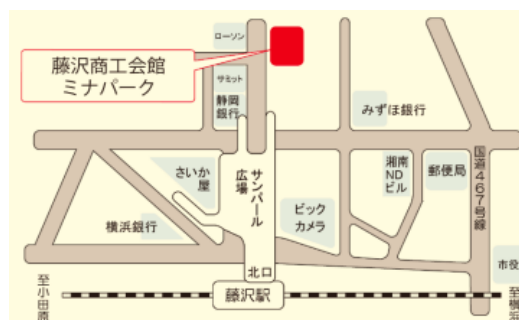 ローソン
藤沢商工会館
ミナパーク
サミット
静岡
銀行
みずほ銀行
さいか
屋
サンパール
広場
湘南
ND
ビル
郵便局
国道467号線
横浜銀行
ビック
カメラ
市役
北口
藤沢駅
至小田原
至横浜